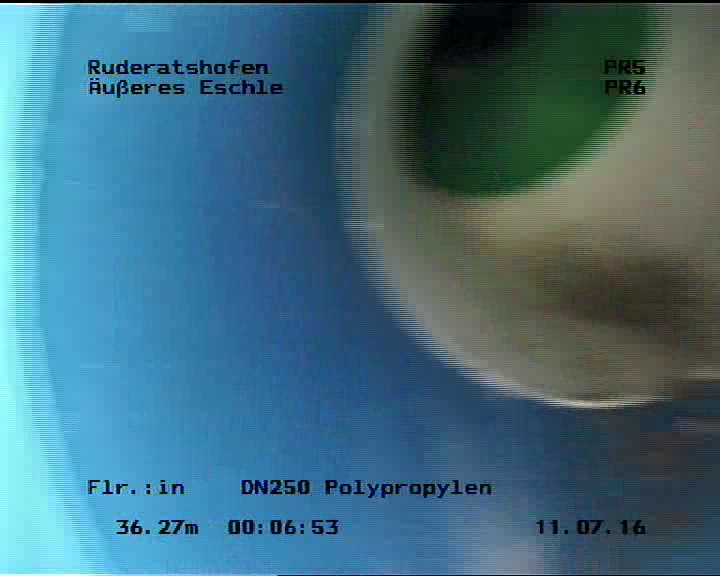 Ruderatshofen PR5
Äußeres Eschle PR6
Flr.:in DN250 Polypropylen
36.27m 00:06:53 11.07.16